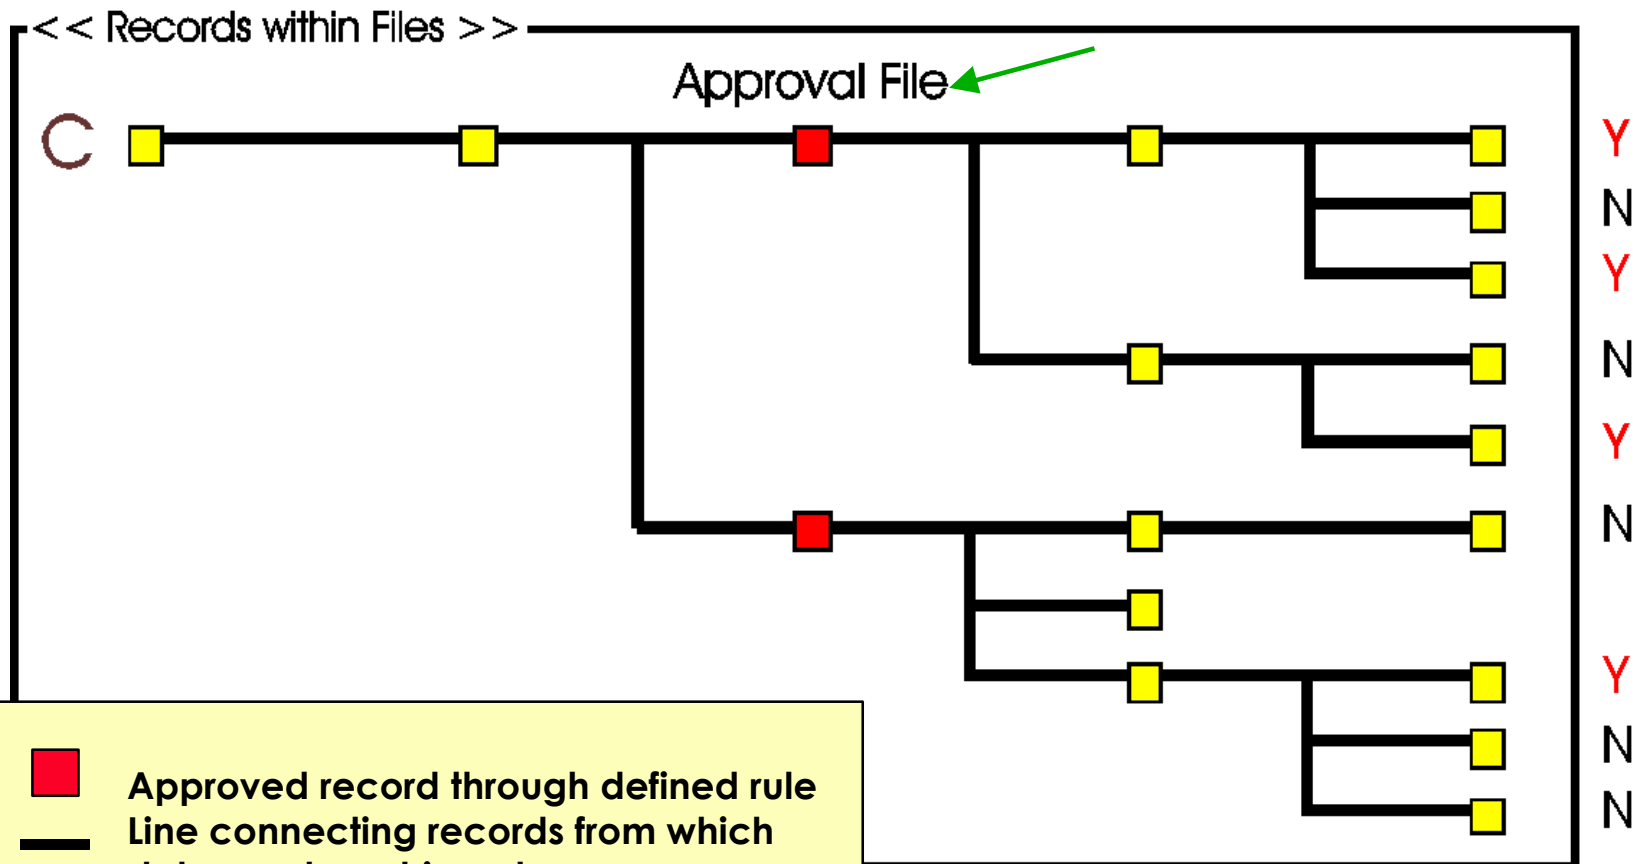 << Records within Files >>
Approval File
C
Y
N
Y
N
Y
N
Y
N
N
Approved record through defined rule
Line connecting records from which